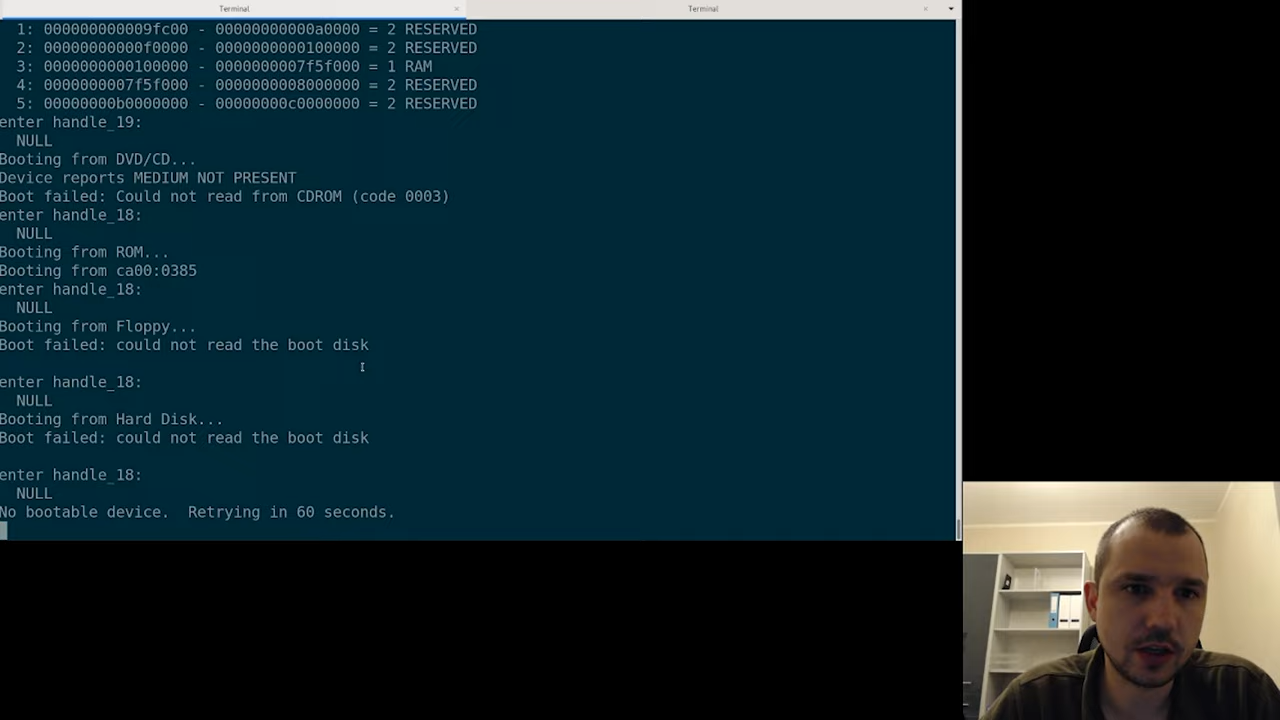 Terminal
Terminal
1: 000000000009fc00 - 00000000000a0000 = 2 RESERVED
2: 00000000000f0000 - 0000000000100000 = 2 RESERVED
3: 0000000000100000 - 0000000007f5f000 = 1 RAM
4: 0000000007f5f000 - 0000000008000000 = 2 RESERVED
5: 00000000b0000000 - 00000000c0000000 = 2 RESERVED
enter handle_19:
NULL
Booting from DVD/CD...
Device reports MEDIUM NOT PRESENT
Boot failed: Could not read from CDROM (code 0003)
enter handle_18:
NULL
Booting from ROM...
Booting from ca00:0385
enter handle_18:
NULL
Booting from Floppy...
Boot failed: could not read the boot disk
enter handle_18:
NULL
Booting from Hard Disk...
Boot failed: could not read the boot disk
enter handle_18:
NULL
No bootable device.  Retrying in 60 seconds.